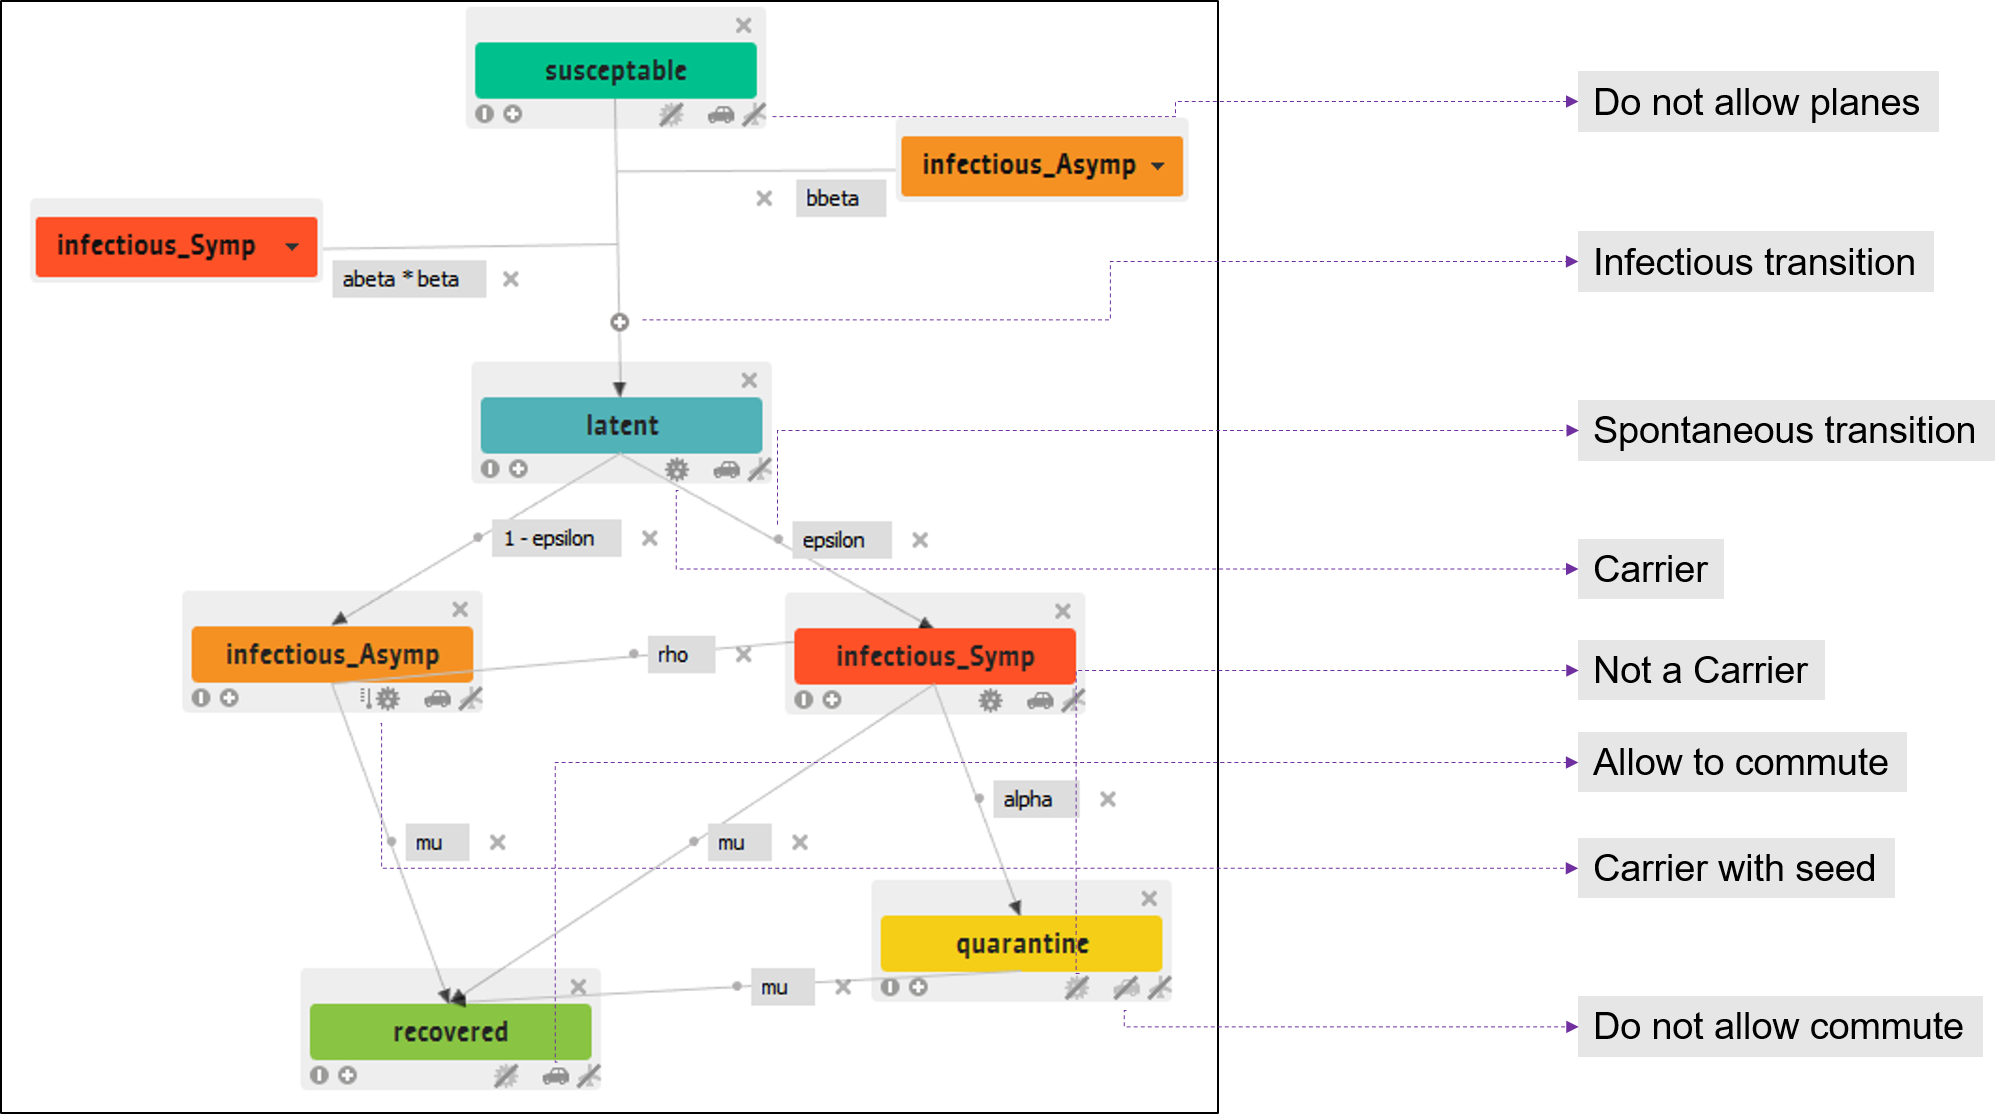 susceptable
Do not allow planes
infectious_Asymp
bbeta
infectious_Symp
abeta * beta
Infectious transition
latent
Spontaneous transition
1 - epsilon
epsilon
Carrier
infectious_Asymp
rho
infectious_Symp
Not a Carrier
Allow to commute
alpha
mu
mu
Carrier with seed
quarantine
mu
recovered
Do not allow commute